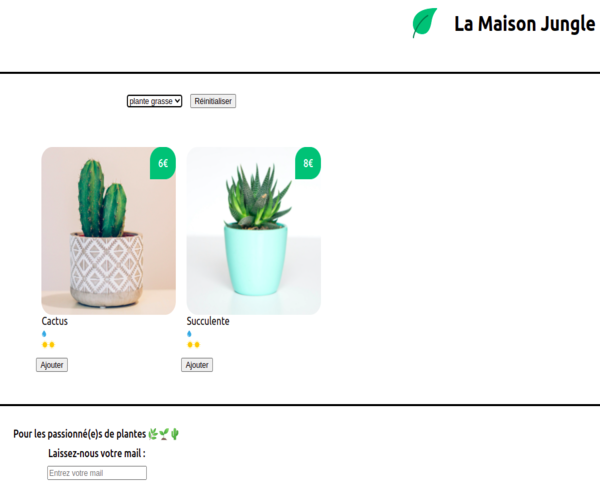 La Maison Jungle
plante grasse Réinitialiser
6€ 8€
Cactus Succulente
Ajouter Ajouter
Pour les passionné(e)s de plantes 🌿🌱🌵
Laissez-nous votre mail :
Entrez votre mail